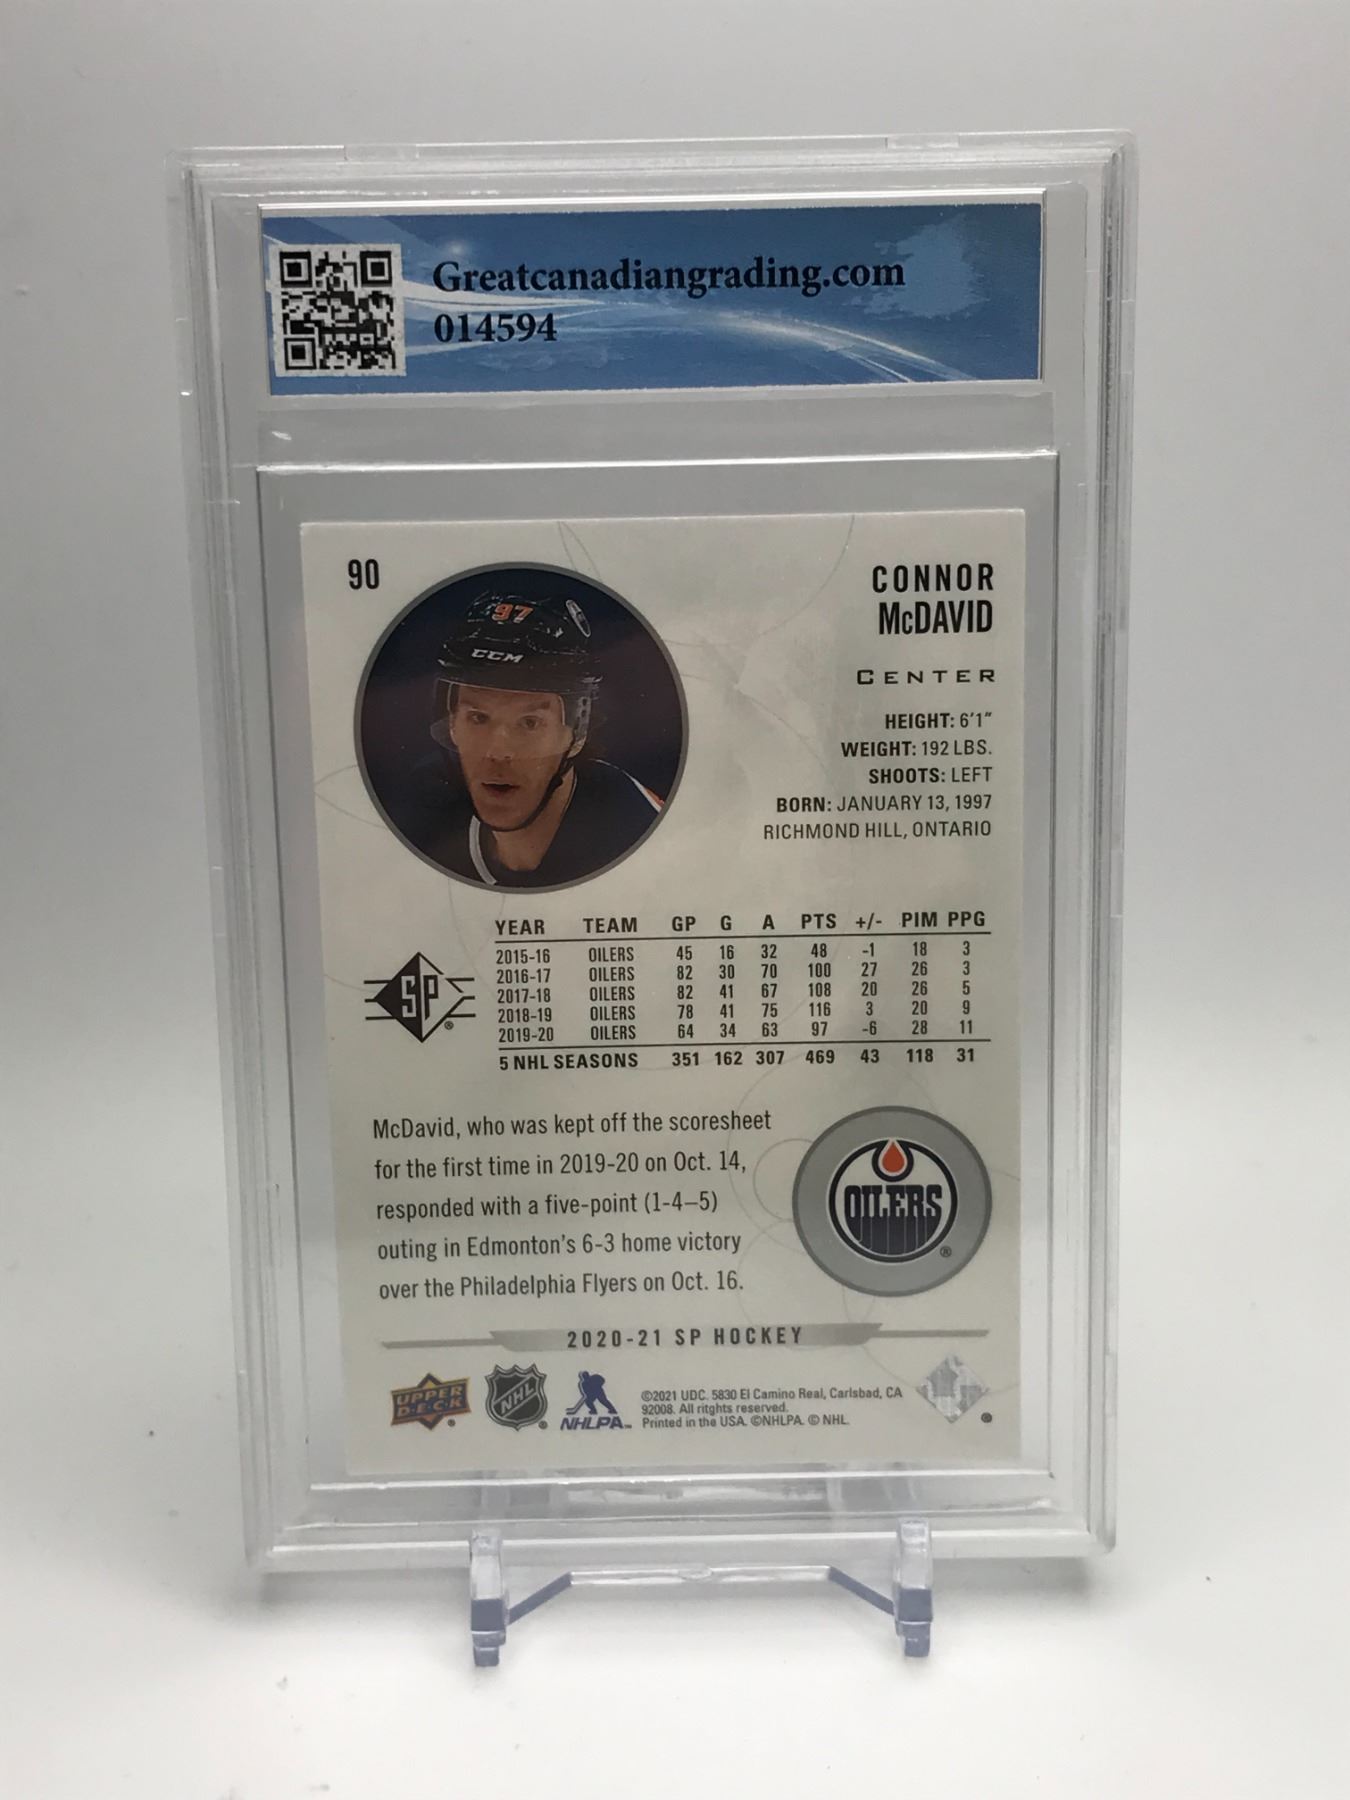 Greatcanadiangrading.com
014594
90
CONNOR
McDAVID
CENTER
HEIGHT: 6'1"
WEIGHT: 192 LBS.
SHOOTS: LEFT
BORN: JANUARY 13, 1997
RICHMOND HILL, ONTARIO
97
CCM
YEAR TEAM GP G A PTS +/- PIM PPG
2015-16 OILERS 45 16 32 48 -1 18 3
2016-17 OILERS 82 30 70 100 27 26 3
2017-18 OILERS 82 41 67 108 20 26 5
2018-19 OILERS 78 41 75 116 3 20 9
2019-20 OILERS 64 34 63 97 -6 28 11
5 NHL SEASONS 351 162 307 469 43 118 31
SP®
McDavid, who was kept off the scoresheet
for the first time in 2019-20 on Oct. 14,
responded with a five-point (1-4–5)
outing in Edmonton's 6-3 home victory
over the Philadelphia Flyers on Oct. 16.
OILERS®
2020-21 SP HOCKEY
UPPER
DECK®
NHL®
NHLPA™
©2021 UDC. 5830 El Camino Real, Carlsbad, CA
92008. All ritghts reserved.
Printed in the USA. ©NHLPA. © NHL.
®